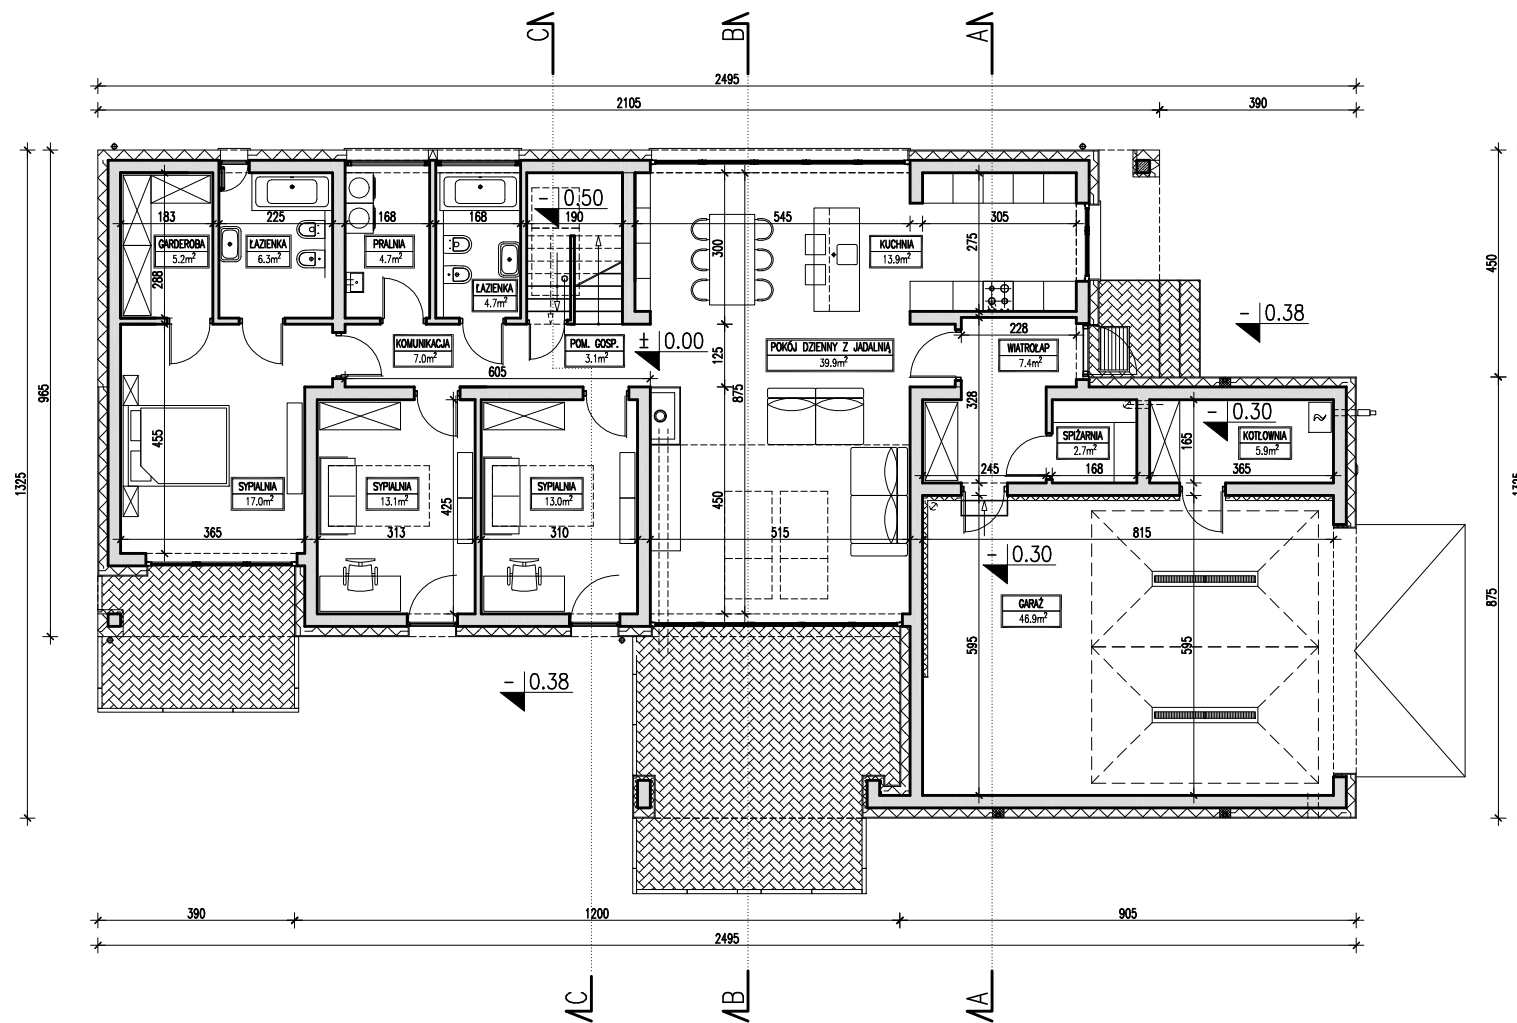 C
B
A
2495
2105
390
- 0.50
183
225
168
168
190
545
305
GARDEROBA
5.2m²
ŁAZIENKA
6.3m²
PRALNIA
4.7m²
ŁAZIENKA
4.7m²
KUCHNIA
13.9m²
288
300
275
450
965
1325
- 0.38
KOMUNIKACJA
7.0m²
POM. GOSP.
3.1m²
± 0.00
POKÓJ DZIENNY Z JADALNIĄ
39.9m²
228
WIATROŁAP
7.4m²
605
125
875
328
- 0.30
455
SPIŻARNIA
2.7m²
165
KOTŁOWNIA
5.9m²
245
168
365
SYPIALNIA
17.0m²
SYPIALNIA
13.1m²
425
SYPIALNIA
13.0m²
450
365
313
310
515
815
- 0.30
GARAŻ
46.9m²
595
595
875
- 0.38
390
1200
905
2495
C
B
A